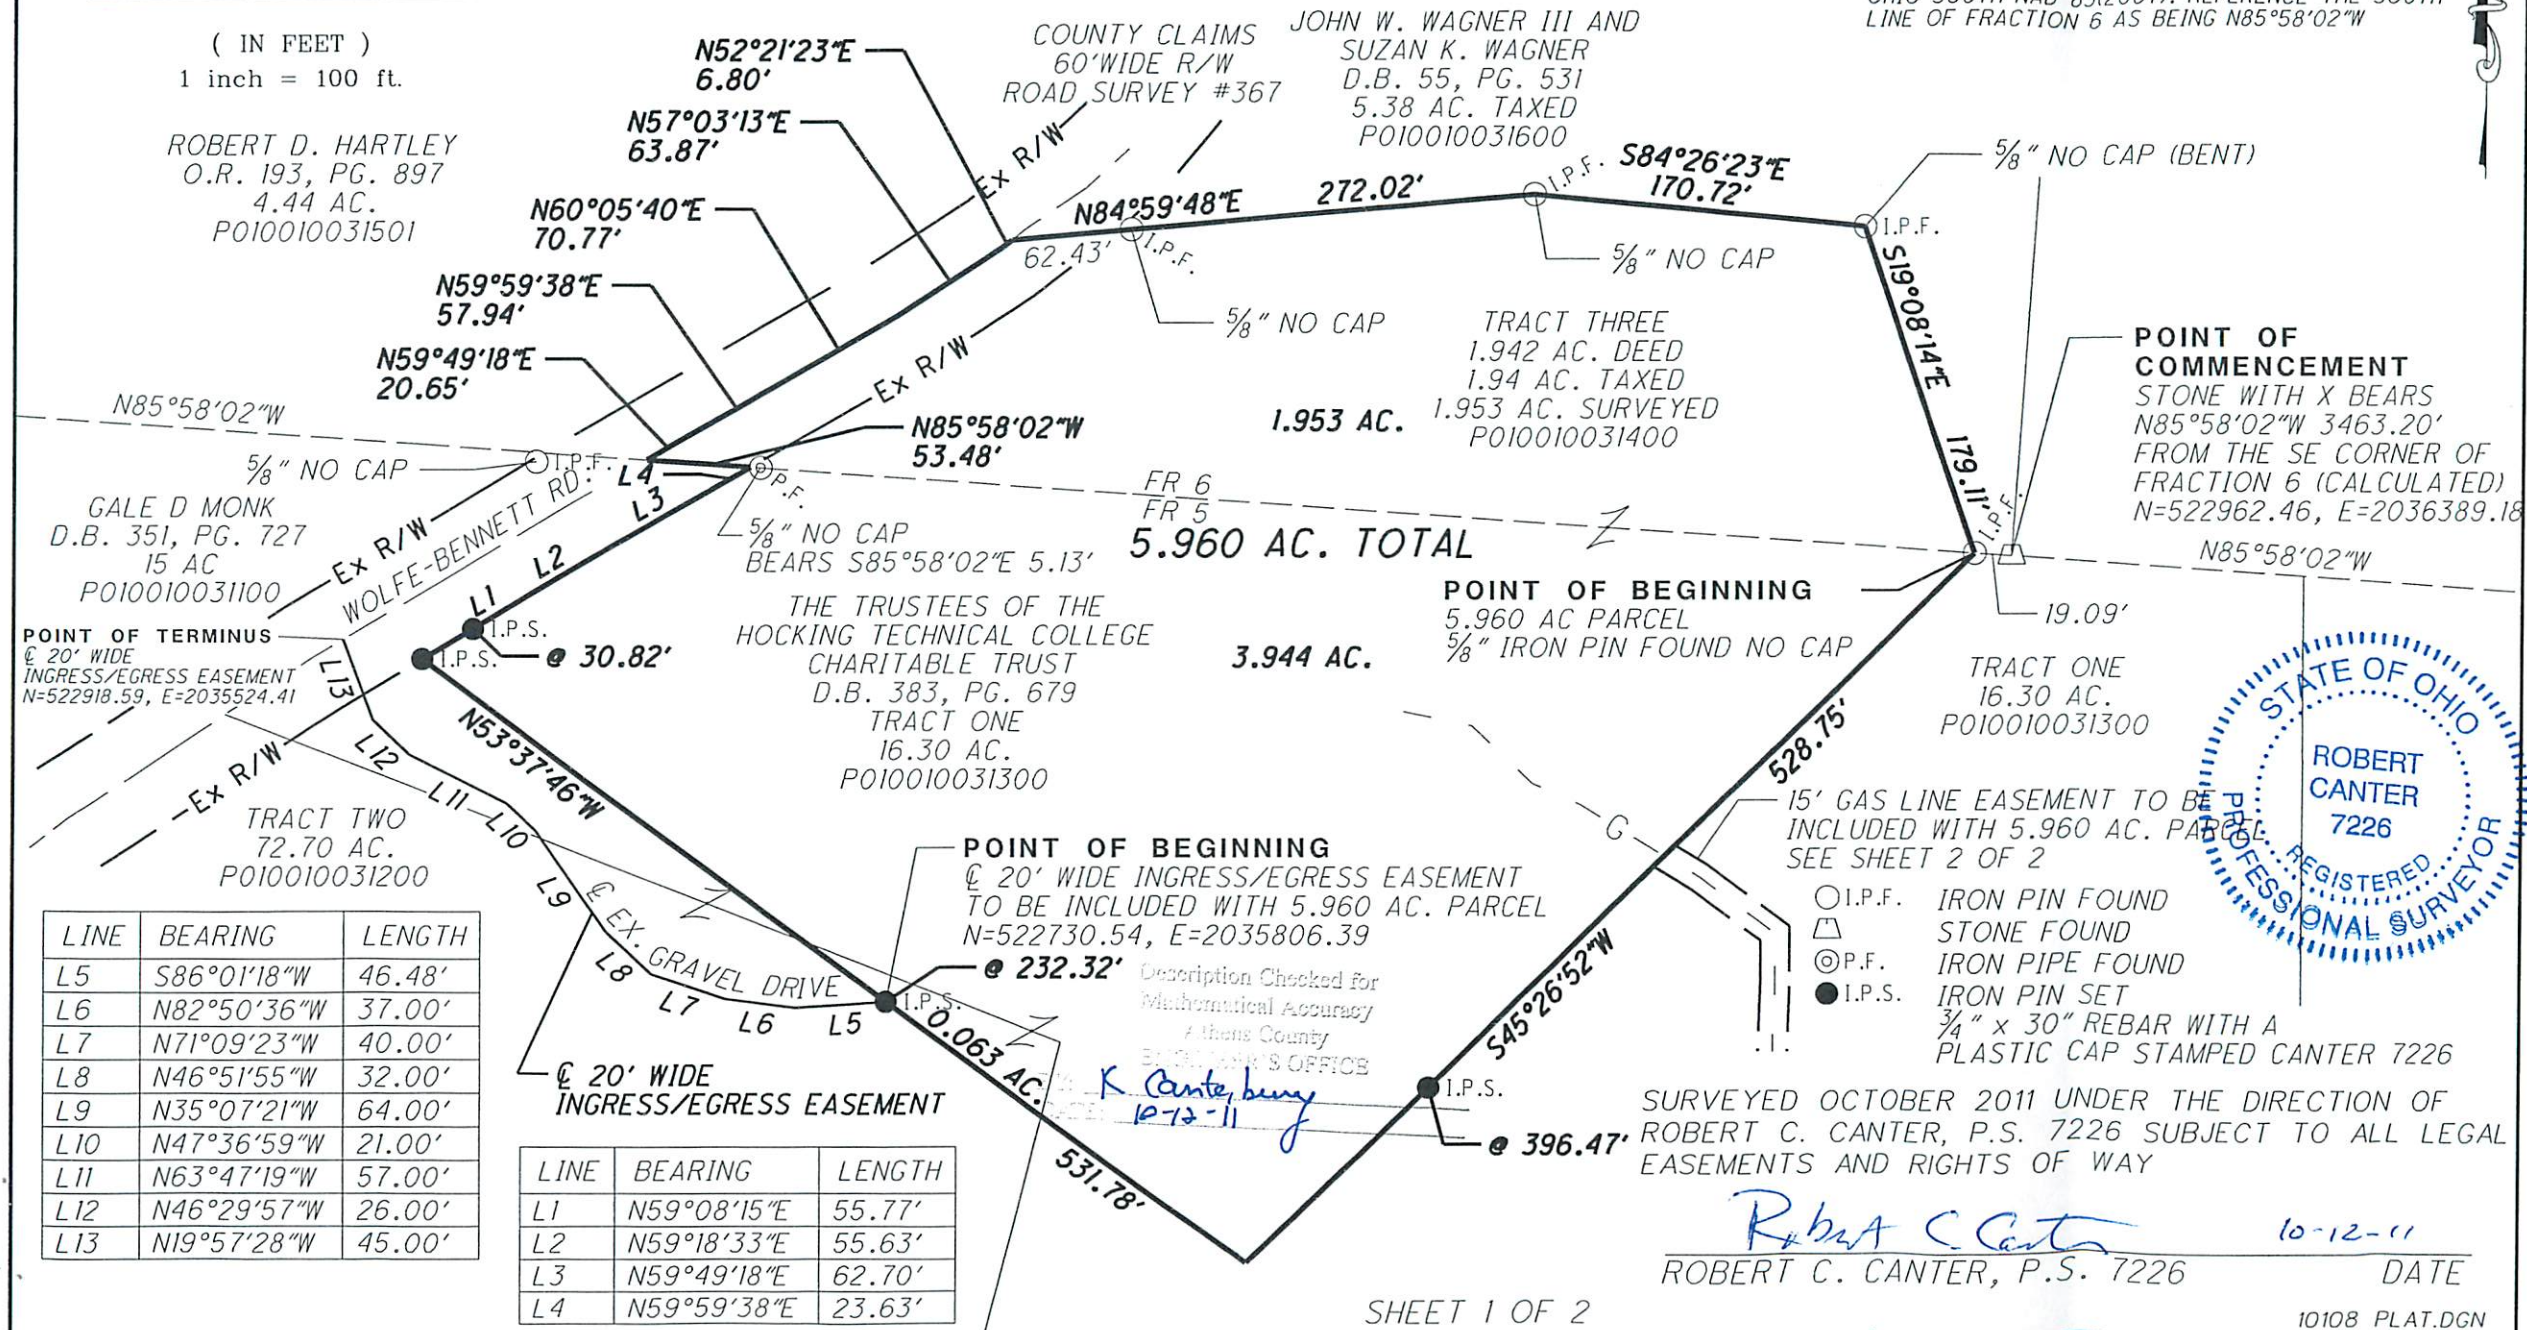 ( IN FEET )
1 inch = 100 ft.
LINE OF FRACTION 6 AS BEING N85°58'02"W
ROBERT D. HARTLEY
O.R. 193, PG. 897
4.44 AC.
P010010031501
N52°21'23"E
6.80'
N57°03'13"E
63.87'
N60°05'40"E
70.77'
N59°59'38"E
57.94'
N59°49'18"E
20.65'
COUNTY CLAIMS
60'WIDE R/W
ROAD SURVEY #367
JOHN W. WAGNER III AND
SUZAN K. WAGNER
D.B. 55, PG. 531
5.38 AC. TAXED
P010010031600
Ex R/W
N84°59'48"E
272.02'
62.43'
I.P.F.
5/8" NO CAP
I.P.F.
S84°26'23"E
170.72'
5/8" NO CAP
5/8" NO CAP (BENT)
I.P.F.
S19°08'14"E
179.11'
I.P.F.
TRACT THREE
1.942 AC. DEED
1.94 AC. TAXED
1.953 AC. SURVEYED
P010010031400
1.953 AC.
POINT OF
COMMENCEMENT
STONE WITH X BEARS
N85°58'02"W 3463.20'
FROM THE SE CORNER OF
FRACTION 6 (CALCULATED)
N=522962.46, E=2036389.18
N85°58'02"W
19.09'
N85°58'02"W
5/8" NO CAP
I.P.F.
Ex R/W
N85°58'02"W
53.48'
L4
L3
L2
L1
P.F.
5/8" NO CAP
BEARS S85°58'02"E 5.13'
FR 6
FR 5
5.960 AC. TOTAL
GALE D MONK
D.B. 351, PG. 727
15 AC
P010010031100
Ex R/W
WOLFE-BENNETT RD.
POINT OF TERMINUS
℄ 20' WIDE
INGRESS/EGRESS EASEMENT
N=522918.59, E=2035524.41
I.P.S.
I.P.S.
@ 30.82'
THE TRUSTEES OF THE
HOCKING TECHNICAL COLLEGE
CHARITABLE TRUST
D.B. 383, PG. 679
TRACT ONE
16.30 AC.
P010010031300
3.944 AC.
POINT OF BEGINNING
5.960 AC PARCEL
5/8" IRON PIN FOUND NO CAP
TRACT ONE
16.30 AC.
P010010031300
STATE OF OHIO
ROBERT
CANTER
7226
REGISTERED
PROFESSIONAL SURVEYOR
L13
L12
L11
L10
L9
L8
L7
L6
L5
Ex R/W
N53°37'46"W
TRACT TWO
72.70 AC.
P010010031200
℄ EX. GRAVEL DRIVE
℄ 20' WIDE
INGRESS/EGRESS EASEMENT
POINT OF BEGINNING
℄ 20' WIDE INGRESS/EGRESS EASEMENT
TO BE INCLUDED WITH 5.960 AC. PARCEL
N=522730.54, E=2035806.39
@ 232.32'
I.P.S.
0.063 AC.
531.78'
Description Checked for
Mathematical Accuracy
Athens County
ENGINEER'S OFFICE
K Canterbury
10-12-11
528.75'
S45°26'52"W
G
I.P.S.
@ 396.47'
15' GAS LINE EASEMENT TO BE
INCLUDED WITH 5.960 AC. PARCEL
SEE SHEET 2 OF 2
I.P.F. IRON PIN FOUND
STONE FOUND
P.F. IRON PIPE FOUND
I.P.S. IRON PIN SET
3/4" x 30" REBAR WITH A
PLASTIC CAP STAMPED CANTER 7226
LINE BEARING LENGTH
L5 S86°01'18"W 46.48'
L6 N82°50'36"W 37.00'
L7 N71°09'23"W 40.00'
L8 N46°51'55"W 32.00'
L9 N35°07'21"W 64.00'
L10 N47°36'59"W 21.00'
L11 N63°47'19"W 57.00'
L12 N46°29'57"W 26.00'
L13 N19°57'28"W 45.00'
LINE BEARING LENGTH
L1 N59°08'15"E 55.77'
L2 N59°18'33"E 55.63'
L3 N59°49'18"E 62.70'
L4 N59°59'38"E 23.63'
SURVEYED OCTOBER 2011 UNDER THE DIRECTION OF
ROBERT C. CANTER, P.S. 7226 SUBJECT TO ALL LEGAL
EASEMENTS AND RIGHTS OF WAY
Robert C. Canter 10-12-11
ROBERT C. CANTER, P.S. 7226 DATE
SHEET 1 OF 2
10108 PLAT.DGN